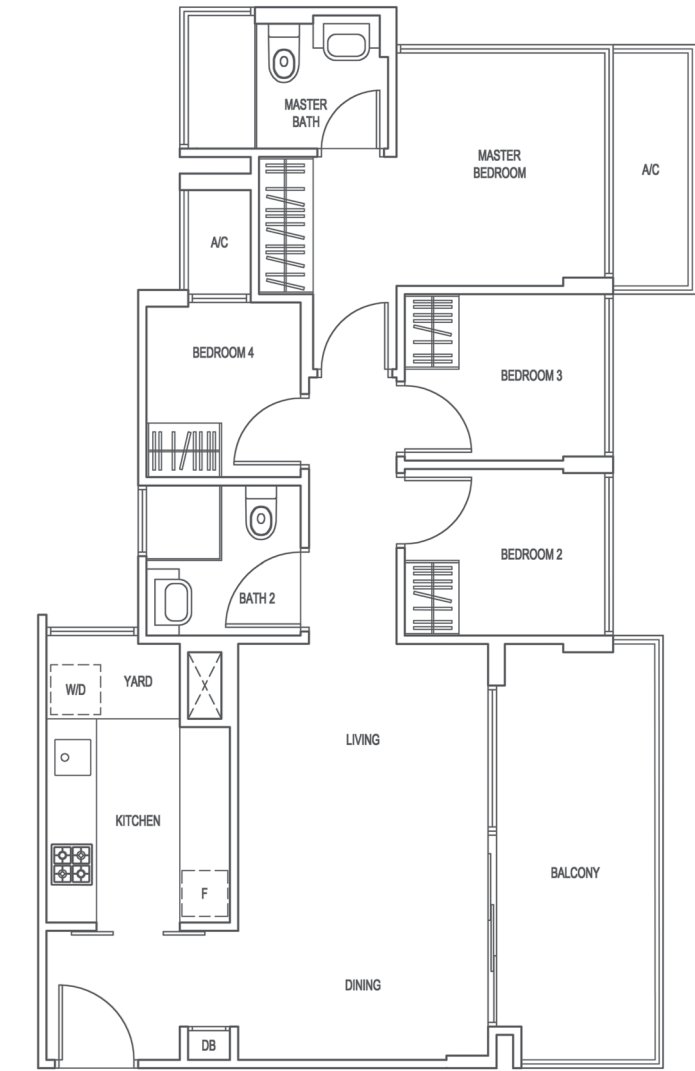 MASTER
BATH
MASTER
BEDROOM
A/C
A/C
BEDROOM 4
BEDROOM 3
BEDROOM 2
BATH 2
W/D
YARD
LIVING
KITCHEN
BALCONY
F
DINING
DB